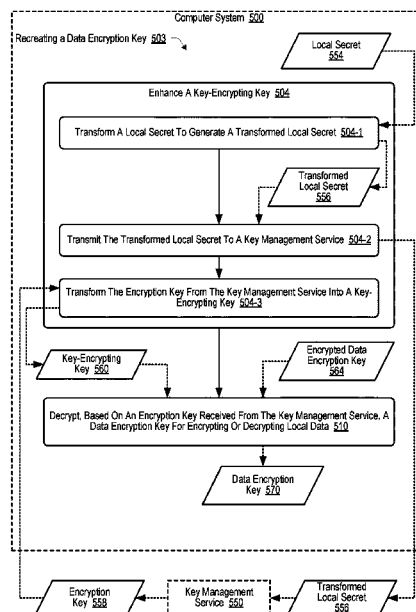 Computer System 500
Recreating a Data Encryption Key 503
Local Secret
554
Enhance A Key-Encrypting Key 504
Transform A Local Secret To Generate A Transformed Local Secret 504-1
Transformed
Local Secret
556
Transmit The Transformed Local Secret To A Key Management Service 504-2
Transform The Encryption Key From The Key Management Service Into A Key-
Encrypting Key 504-3
Key-Encrypting
Key 560
Encrypted Data
Encryption Key
564
Decrypt, Based On An Encryption Key Received From The Key Management Service, A
Data Encryption Key For Encrypting Or Decrypting Local Data 510
Data Encryption
Key 570
Encryption
Key 558
Key Management
Service 550
Transformed
Local Secret
556